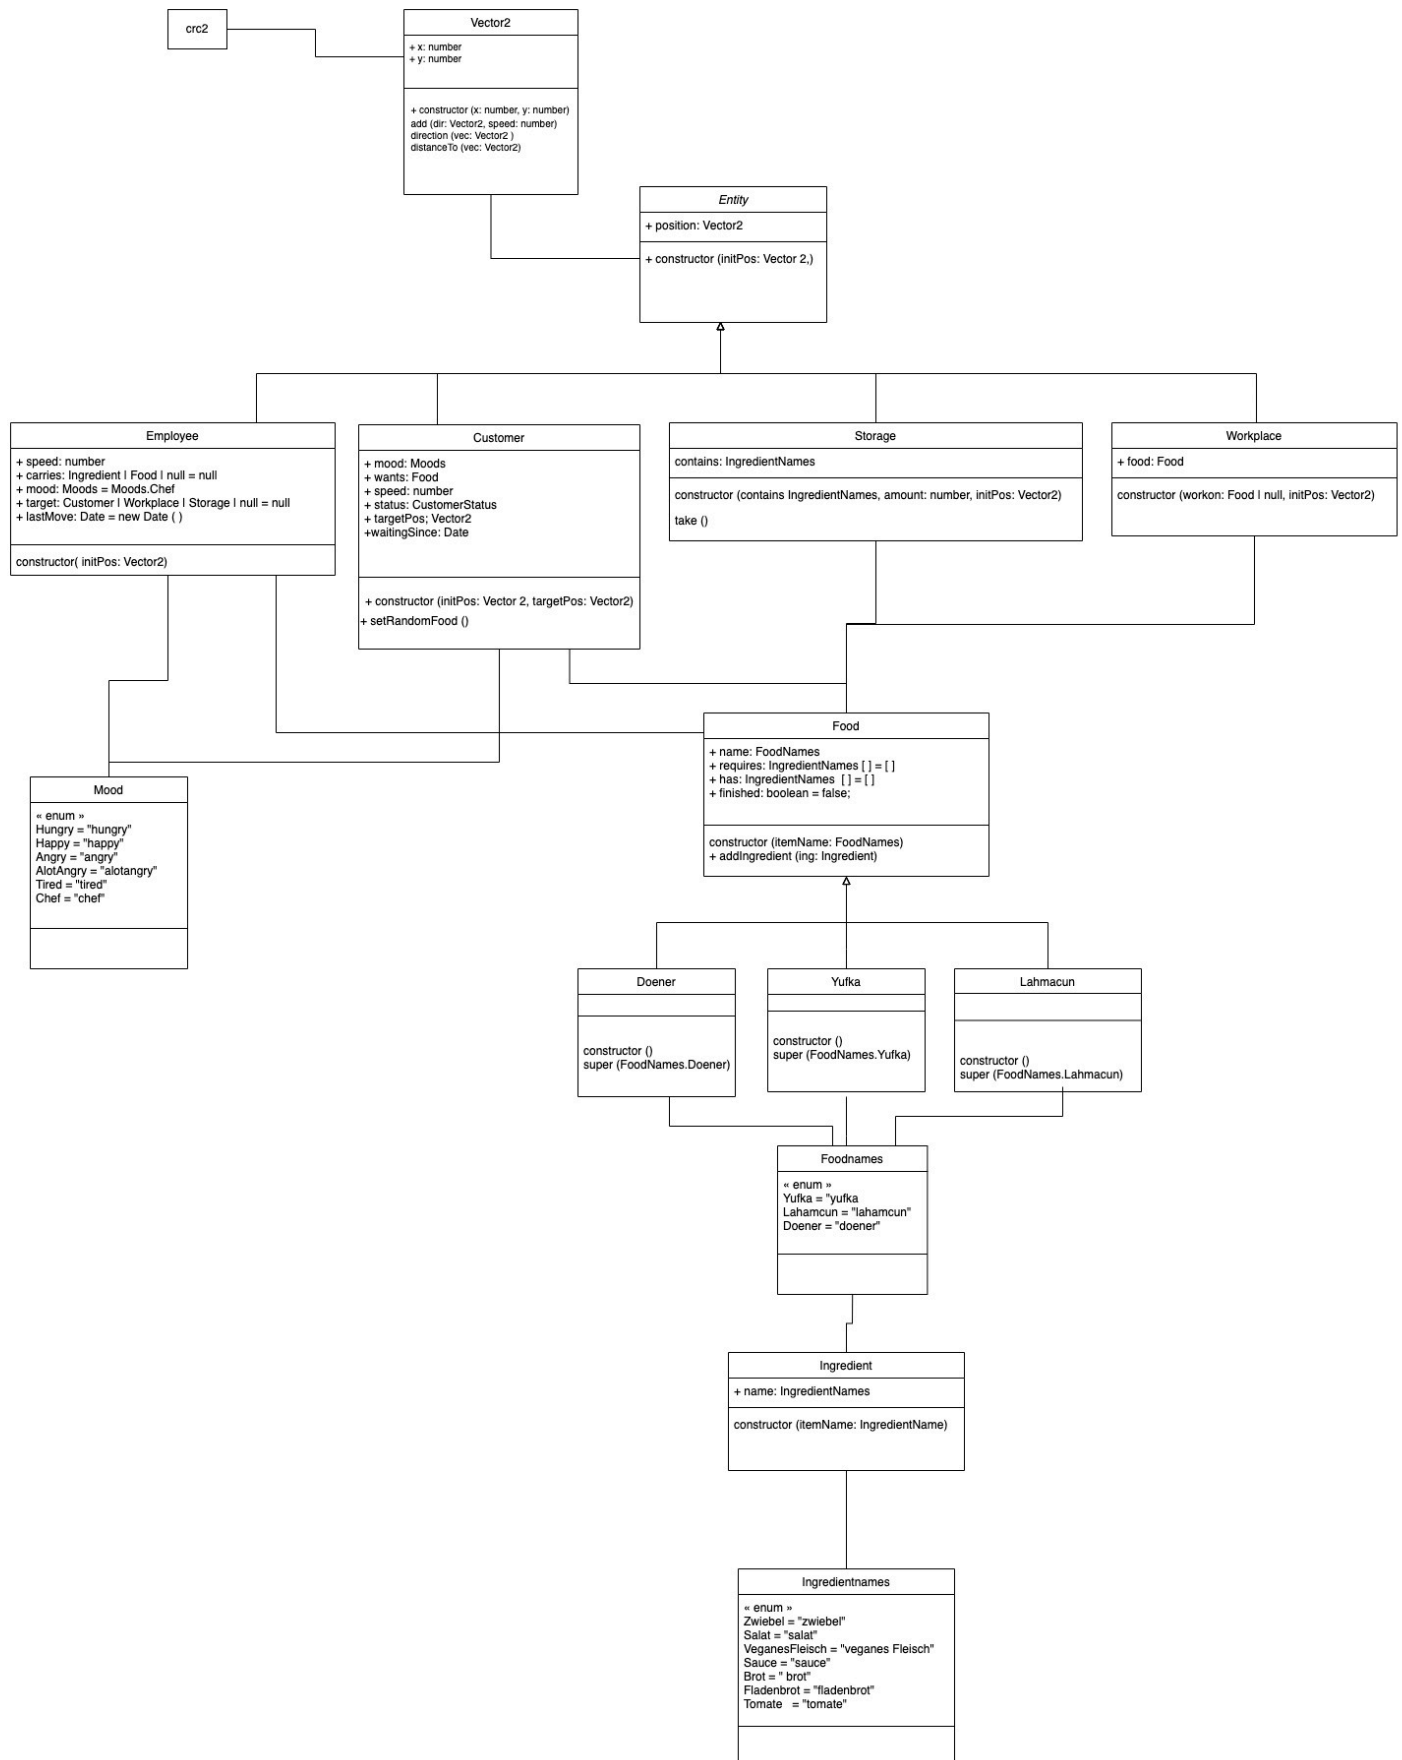 crc2
Vector2
+ x: number
+ y: number
+ constructor (x: number, y: number)
add (dir: Vector2, speed: number)
direction (vec: Vector2 )
distanceTo (vec: Vector2)
Entity
+ position: Vector2
+ constructor (initPos: Vector 2,)
Employee
+ speed: number
+ carries: Ingredient | Food | null = null
+ mood: Moods = Moods.Chef
+ target: Customer | Workplace | Storage | null = null
+ lastMove: Date = new Date ( )
constructor( initPos: Vector2)
Customer
+ mood: Moods
+ wants: Food
+ speed: number
+ status: CustomerStatus
+ targetPos; Vector2
+waitingSince: Date
+ constructor (initPos: Vector 2, targetPos: Vector2)
+ setRandomFood ()
Storage
contains: IngredientNames
constructor (contains IngredientNames, amount: number, initPos: Vector2)
take ()
Workplace
+ food: Food
constructor (workon: Food | null, initPos: Vector2)
Food
+ name: FoodNames
+ requires: IngredientNames [ ] = [ ]
+ has: IngredientNames  [ ] = [ ]
+ finished: boolean = false;
constructor (itemName: FoodNames)
+ addIngredient (ing: Ingredient)
Mood
« enum »
Hungry = "hungry"
Happy = "happy"
Angry = "angry"
AlotAngry = "alotangry"
Tired = "tired"
Chef = "chef"
Doener
constructor ()
super (FoodNames.Doener)
Yufka
constructor ()
super (FoodNames.Yufka)
Lahmacun
constructor ()
super (FoodNames.Lahmacun)
Foodnames
« enum »
Yufka = "yufka
Lahamcun = "lahamcun"
Doener = "doener"
Ingredient
+ name: IngredientNames
constructor (itemName: IngredientName)
Ingredientnames
« enum »
Zwiebel = "zwiebel"
Salat = "salat"
VeganesFleisch = "veganes Fleisch"
Sauce = "sauce"
Brot = " brot"
Fladenbrot = "fladenbrot"
Tomate   = "tomate"